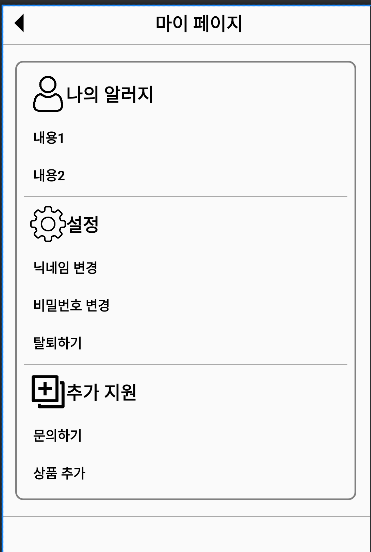 마이 페이지
나의 알러지
내용1
내용2
설정
닉네임 변경
비밀번호 변경
탈퇴하기
추가 지원
문의하기
상품 추가